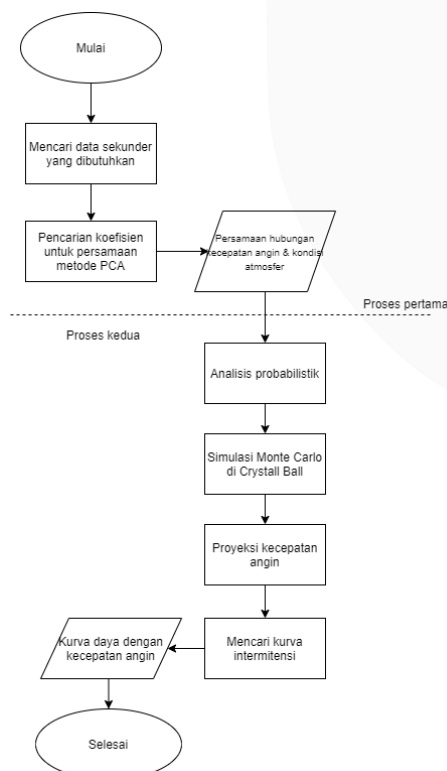 Mulai
Mencari data sekunder
yang dibutuhkan
Pencarian koefisien
untuk persamaan
metode PCA
Persamaan hubungan
kecepatan angin & kondisi
atmosfer
Proses pertama
Proses kedua
Analisis probabilistik
Simulasi Monte Carlo
di Crystall Ball
Proyeksi kecepatan
angin
Mencari kurva
intermitensi
Kurva daya dengan
kecepatan angin
Selesai